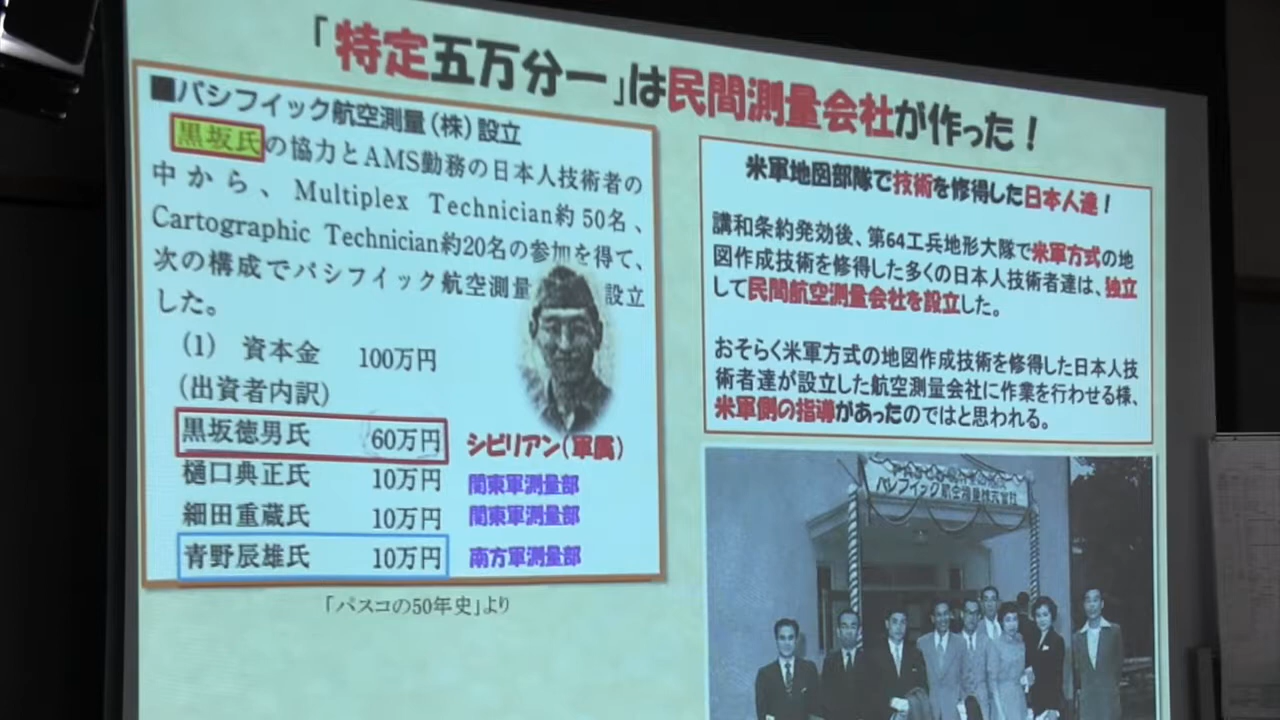 「特定五万分一」は民間測量会社が作った！
■パシフイック航空測量(株)設立
黒坂氏の協力とAMS勤務の日本人技術者の
中から、Multiplex Technician約50名、
Cartographic Technician約20名の参加を得て、
次の構成でパシフイック航空測量 設立
した。
(1) 資本金 100万円
(出資者内訳)
黒坂徳男氏 60万円 シビリアン(軍属)
樋口典正氏 10万円 関東軍測量部
細田重蔵氏 10万円 関東軍測量部
青野辰雄氏 10万円 南方軍測量部
「パスコの50年史」より
米軍地図部隊で技術を修得した日本人達！
講和条約発効後、第64工兵地形大隊で米軍方式の地
図作成技術を修得した多くの日本人技術者達は、独立
して民間航空測量会社を設立した。
おそらく米軍方式の地図作成技術を修得した日本人技
術者達が設立した航空測量会社に作業を行わせる様、
米軍側の指導があったのではと思われる。
パシフイック航空測量株式会社